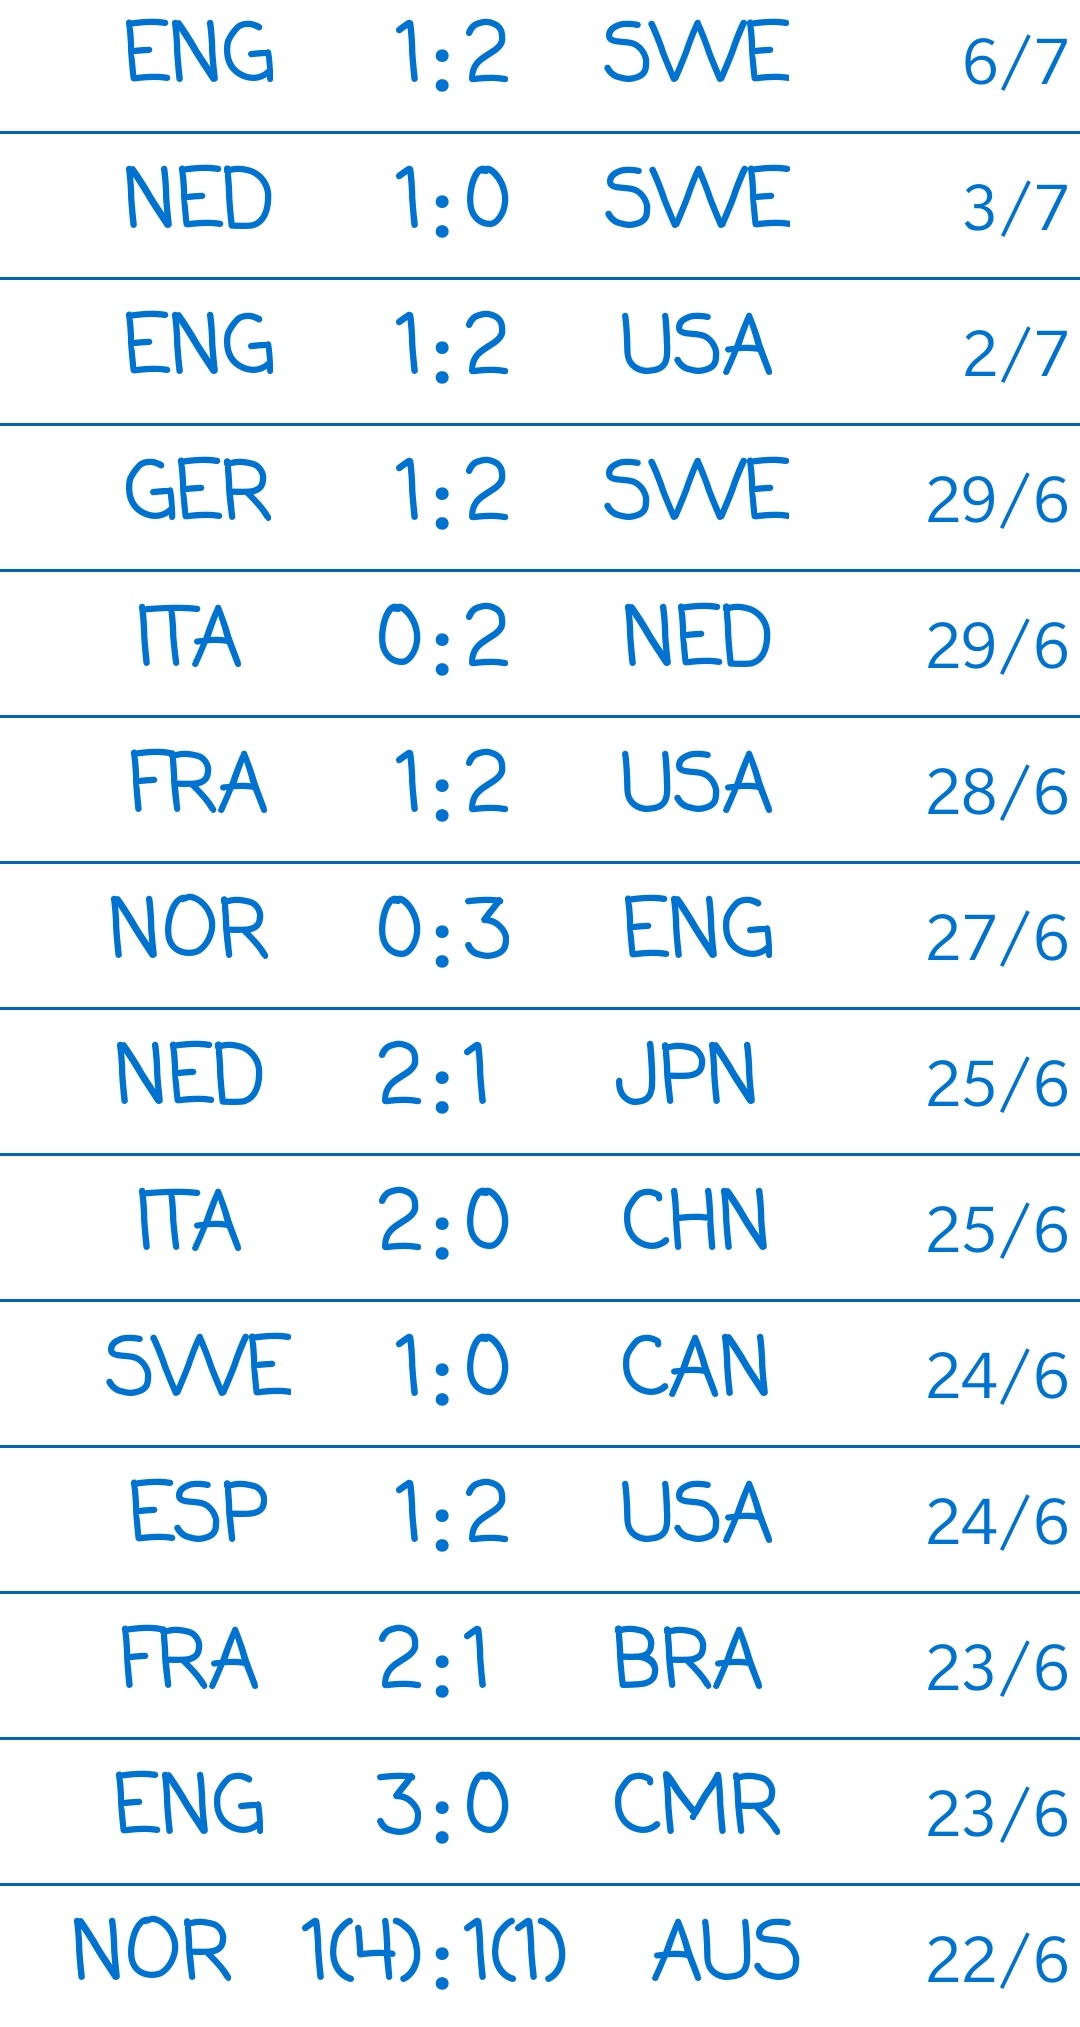 ENG 1:2 SWE 6/7
NED 1:0 SWE 3/7
ENG 1:2 USA 2/7
GER 1:2 SWE 29/6
ITA 0:2 NED 29/6
FRA 1:2 USA 28/6
NOR 0:3 ENG 27/6
NED 2:1 JPN 25/6
ITA 2:0 CHN 25/6
SWE 1:0 CAN 24/6
ESP 1:2 USA 24/6
FRA 2:1 BRA 23/6
ENG 3:0 CMR 23/6
NOR 1(4):1(1) AUS 22/6